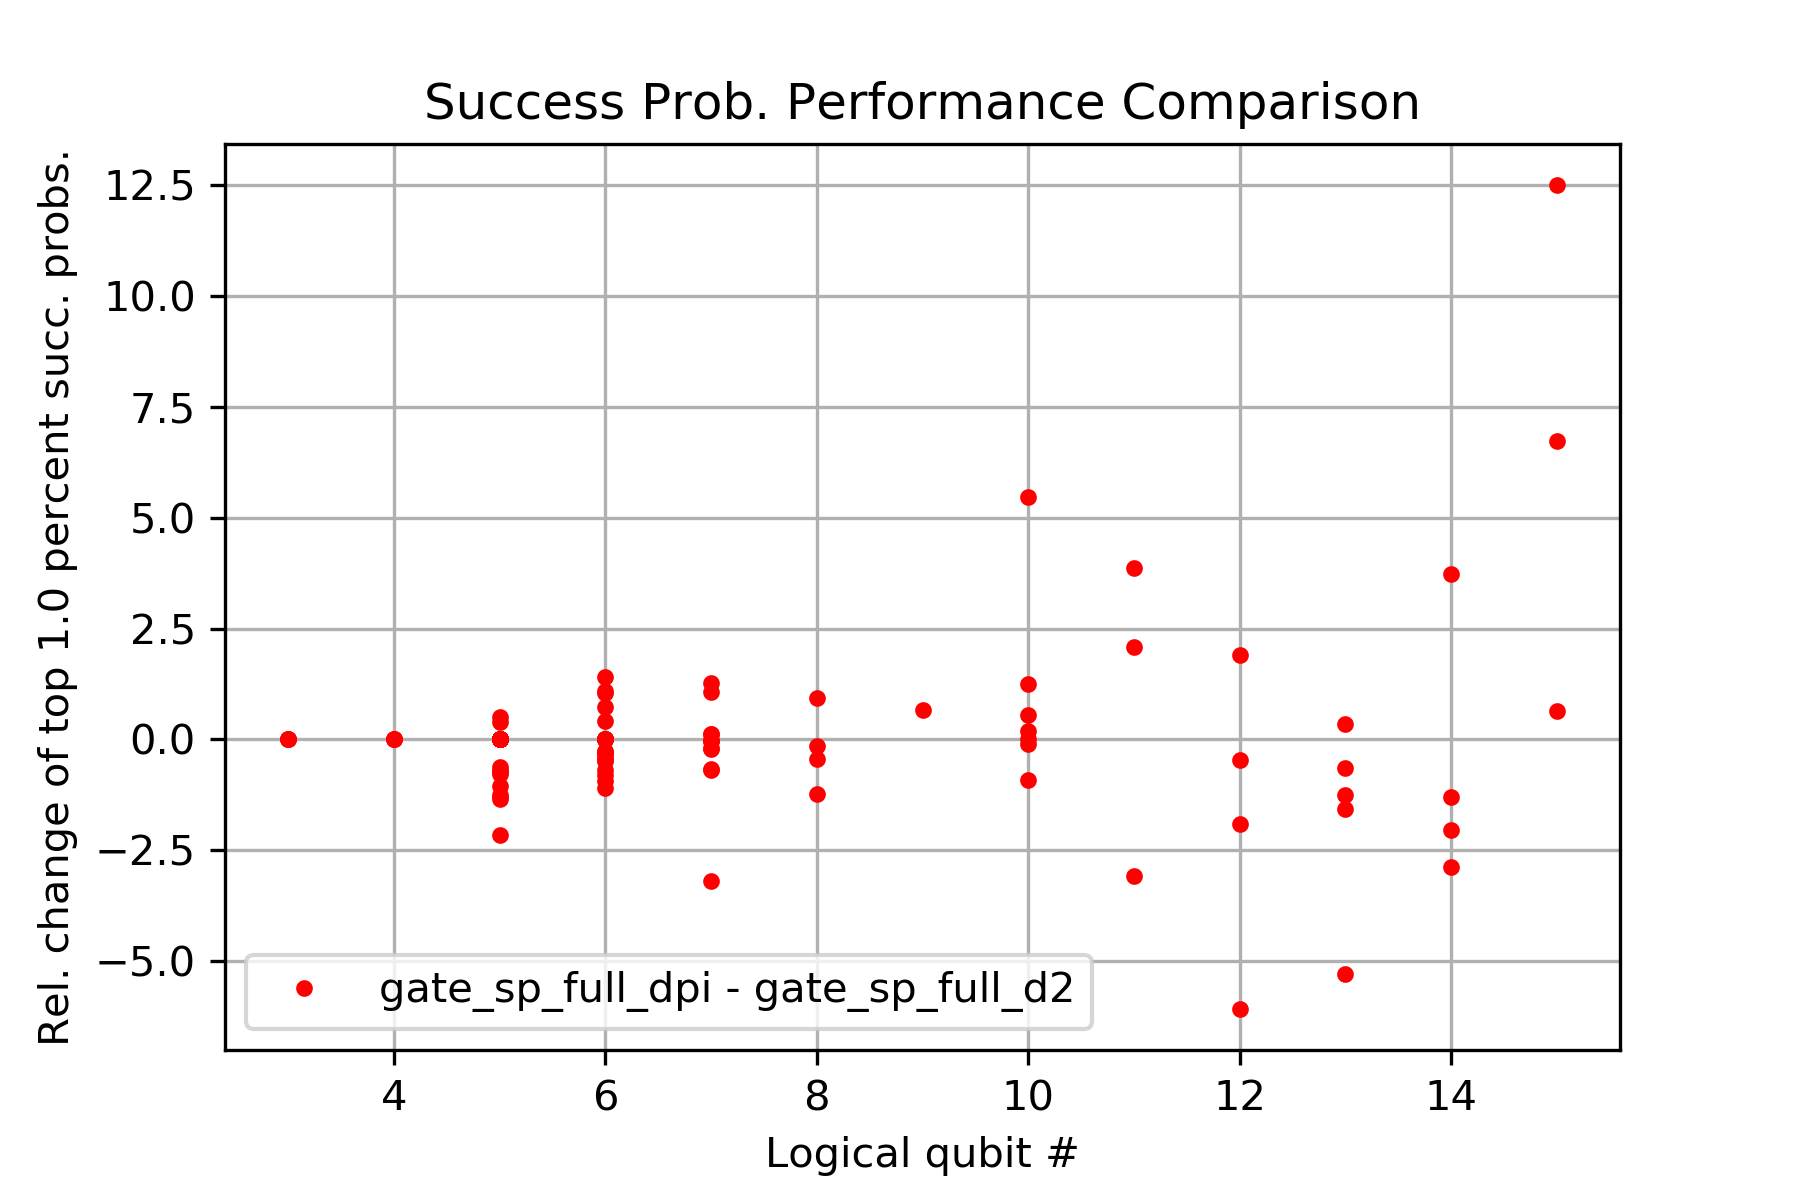 Success Prob. Performance Comparison
Rel. change of top 1.0 percent succ. probs.
12.5
10.0
7.5
5.0
2.5
0.0
−2.5
−5.0
gate_sp_full_dpi - gate_sp_full_d2
4 6 8 10 12 14
Logical qubit #